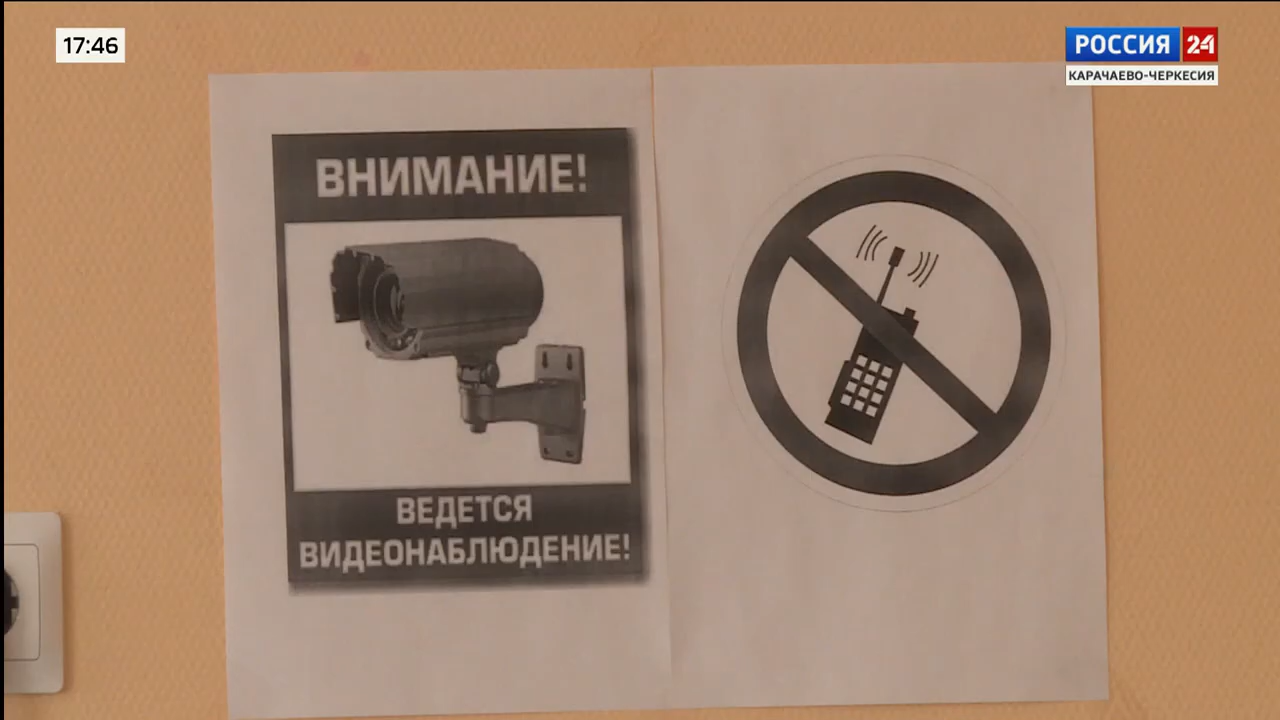 17:46
РОССИЯ 24
КАРАЧАЕВО-ЧЕРКЕСИЯ
ВНИМАНИЕ!
ВЕДЕТСЯ
ВИДЕОНАБЛЮДЕНИЕ!